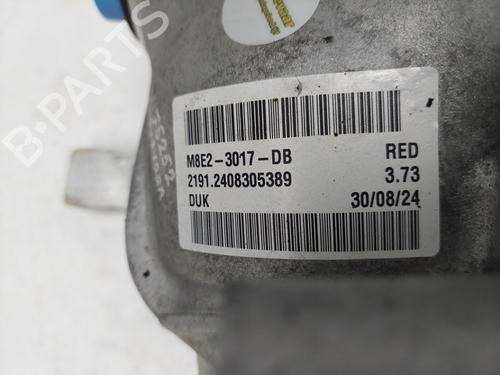 B-PARTS
M8E2-3017-DB RED
2191.2408305389 3.73
DUK 30/08/24